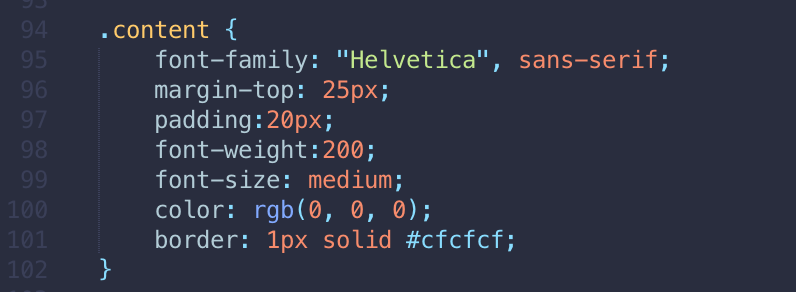 94 .content {
95 font-family: "Helvetica", sans-serif;
96 margin-top: 25px;
97 padding:20px;
98 font-weight:200;
99 font-size: medium;
100 color: rgb(0, 0, 0);
101 border: 1px solid #cfcfcf;
102 }